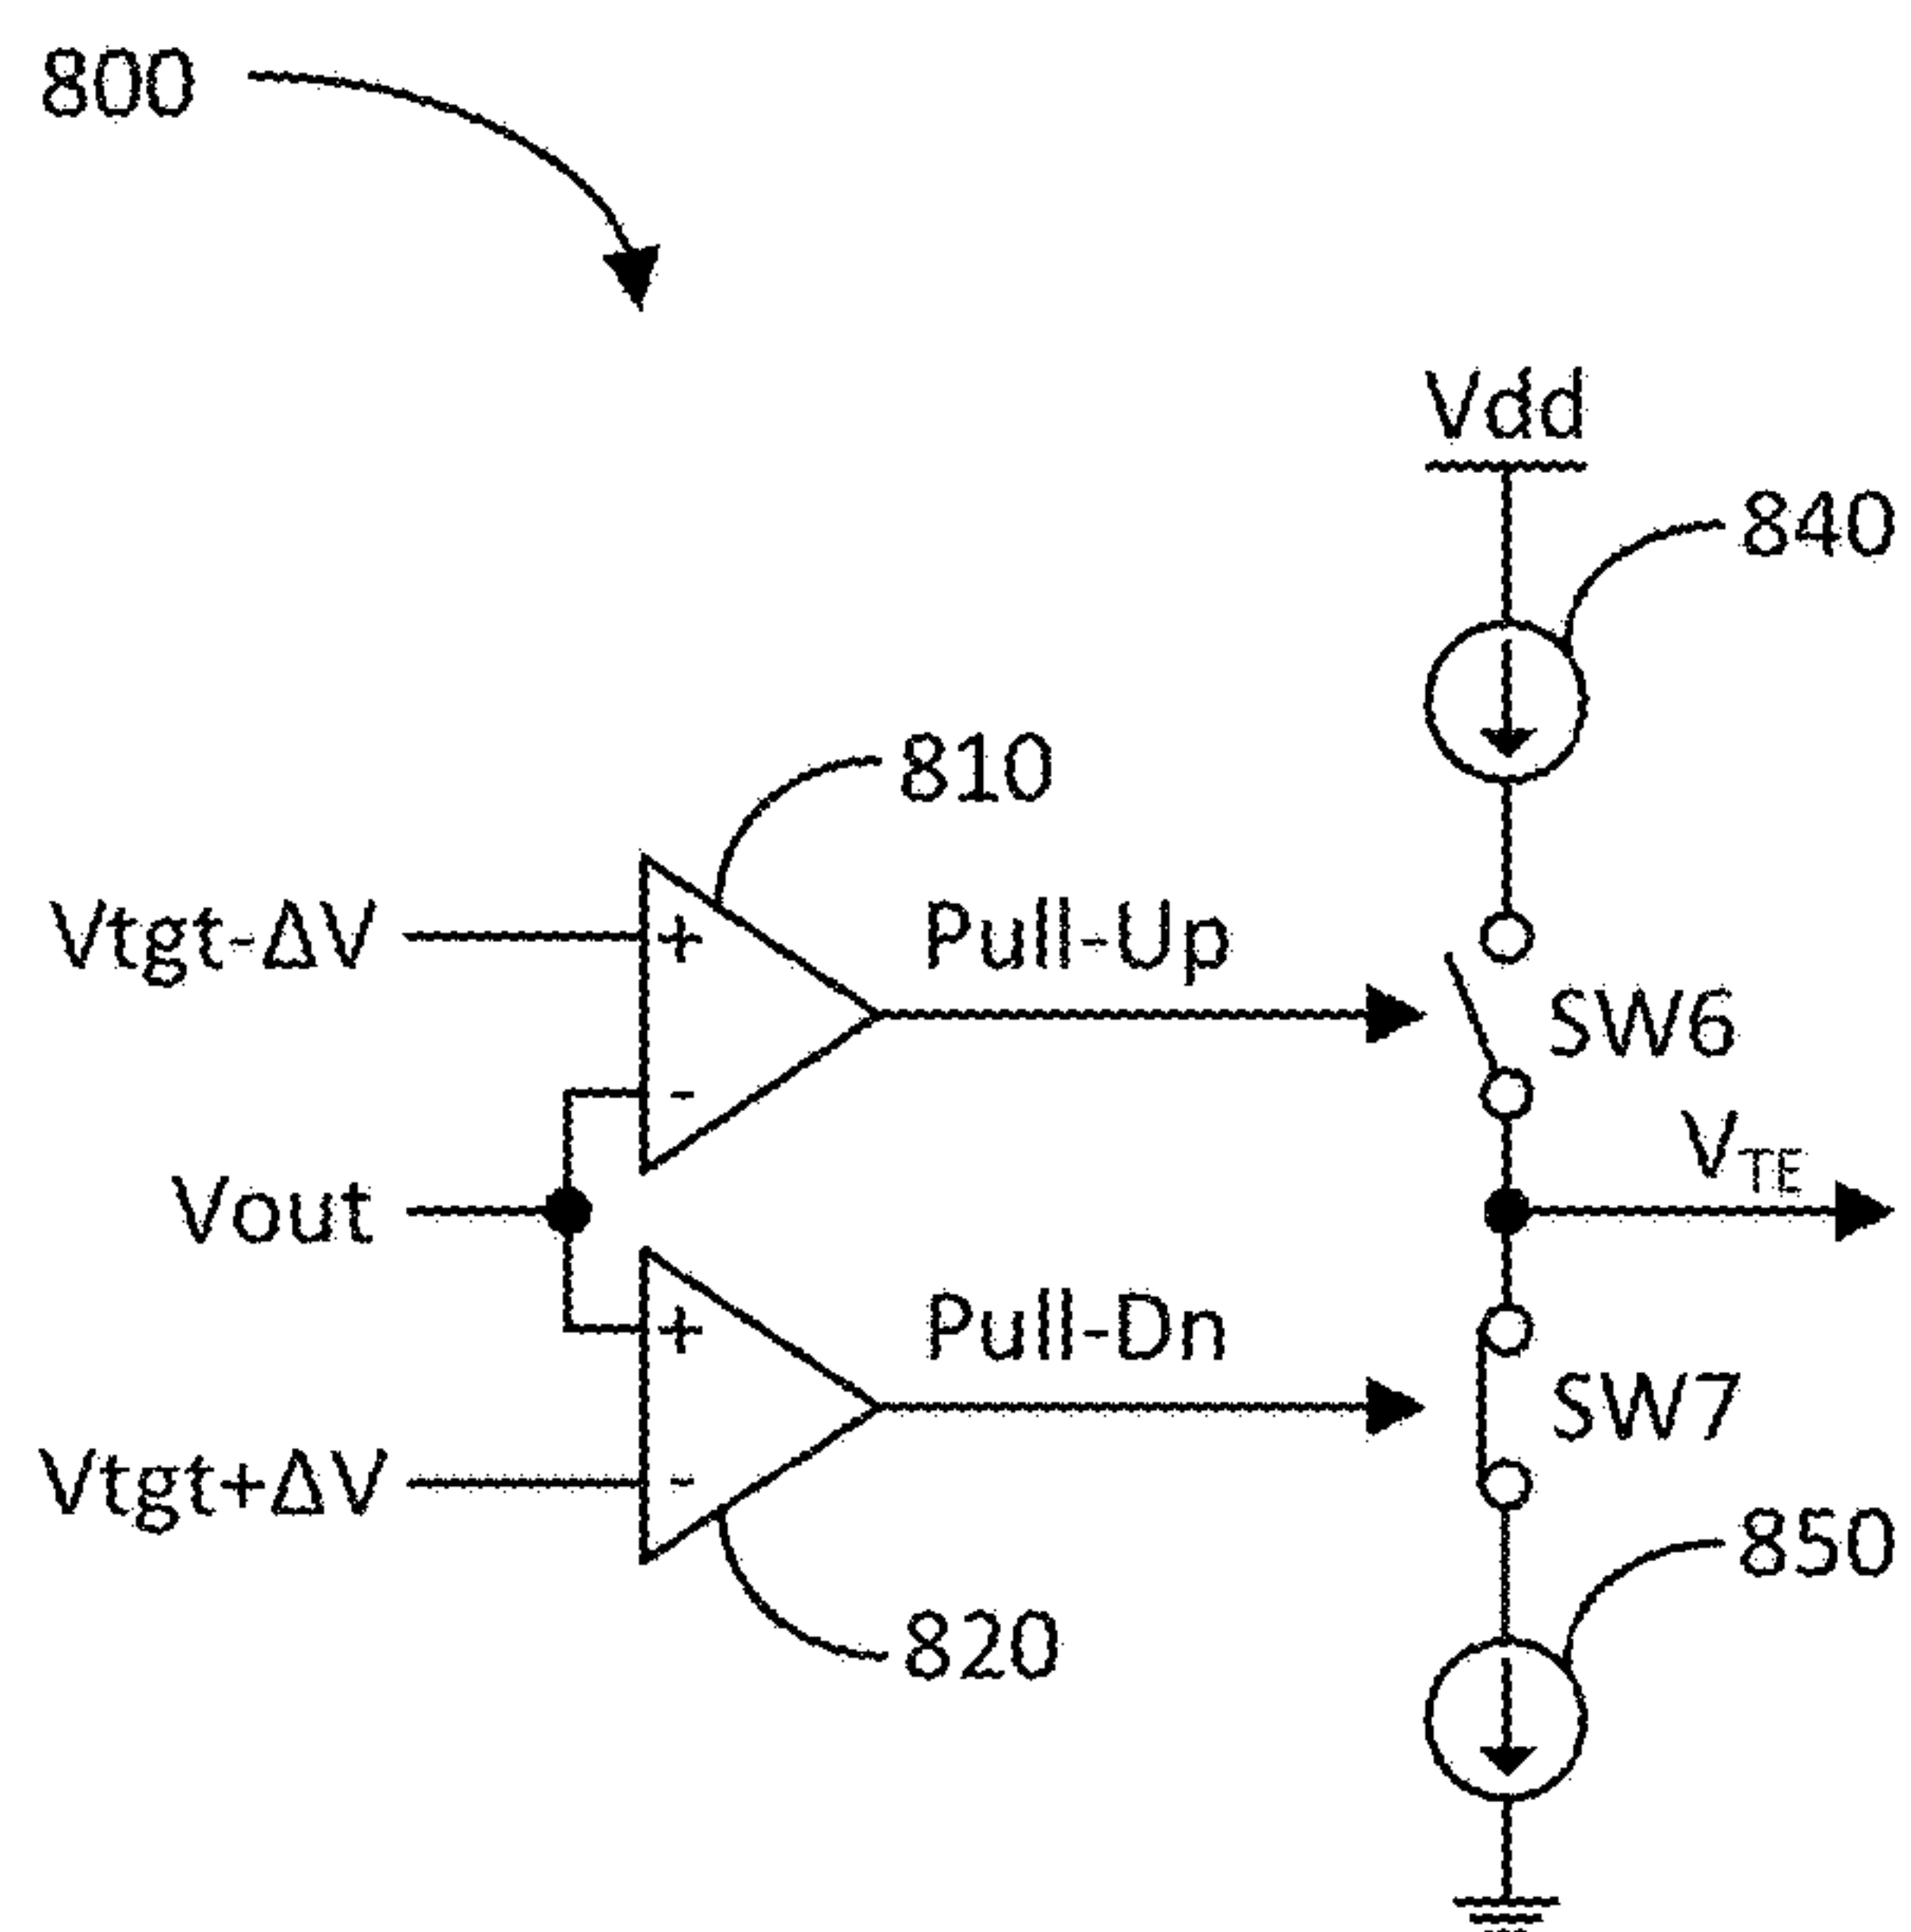 800
Vdd
840
810
Vtgt-ΔV
+
Pull-Up
-
SW6
VTE
Vout
+
Pull-Dn
SW7
Vtgt+ΔV
-
850
820